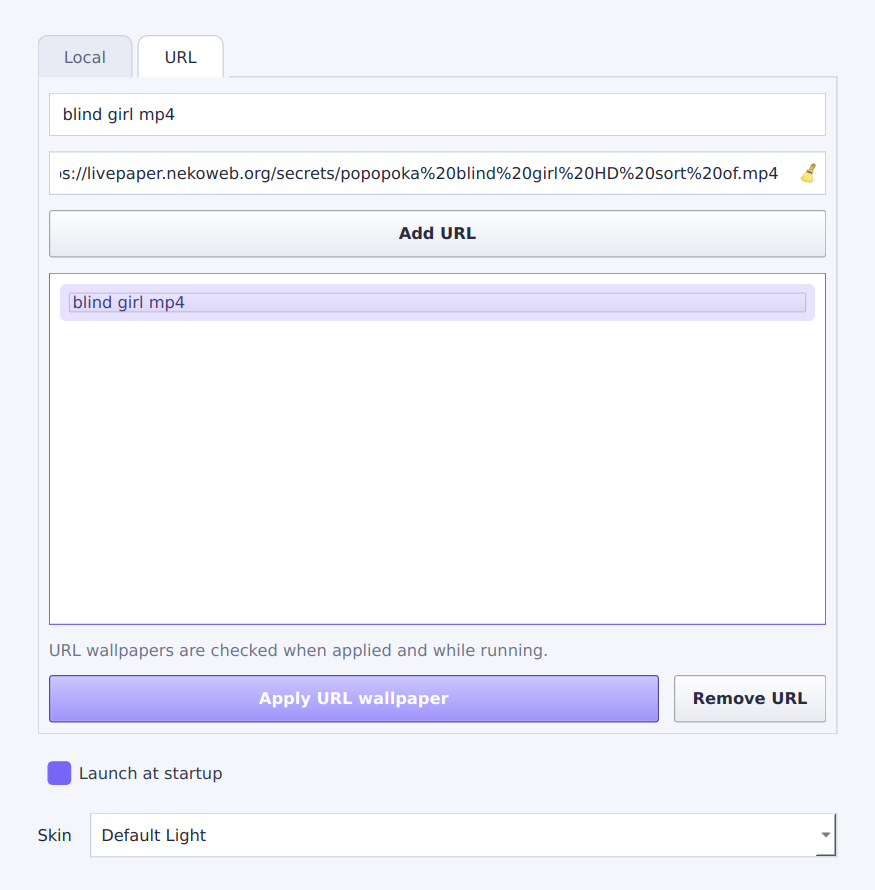 Local URL
blind girl mp4
os://livepaper.nekoweb.org/secrets/popopoka%20blind%20girl%20HD%20sort%20of.mp4
Add URL
blind girl mp4
URL wallpapers are checked when applied and while running.
Apply URL wallpaper Remove URL
Launch at startup
Skin Default Light